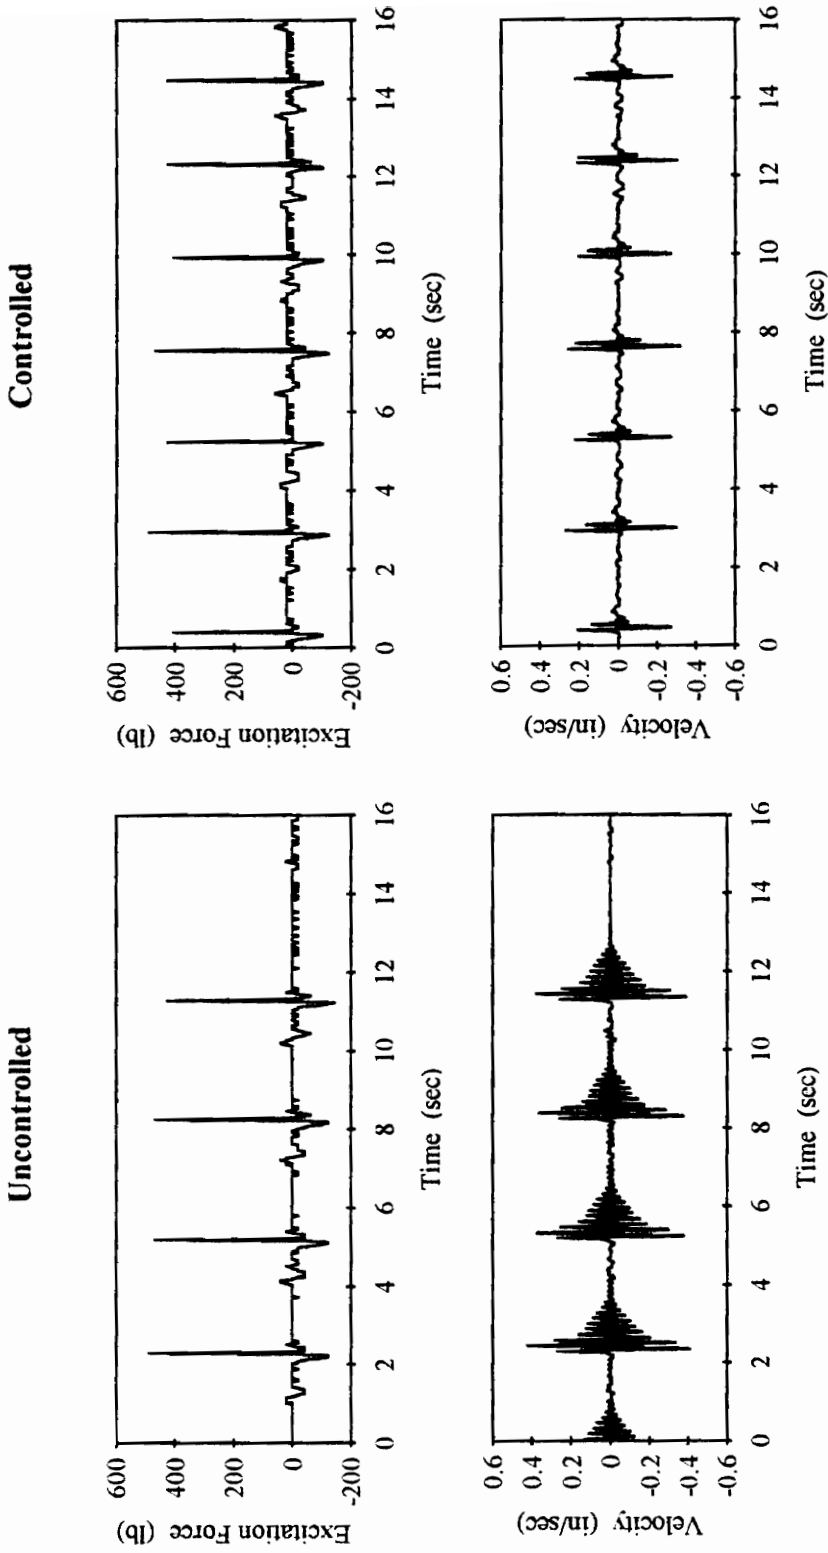 Uncontrolled
Excitation Force (lb)
600
400
200
0
-200
0 2 4 6 8 10 12 14 16
Time (sec)
Velocity (in/sec)
0.6
0.4
0.2
0
-0.2
-0.4
-0.6
0 2 4 6 8 10 12 14 16
Time (sec)
Controlled
Excitation Force (lb)
600
400
200
0
-200
0 2 4 6 8 10 12 14 16
Time (sec)
Velocity (in/sec)
0.6
0.4
0.2
0
-0.2
-0.4
-0.6
0 2 4 6 8 10 12 14 16
Time (sec)